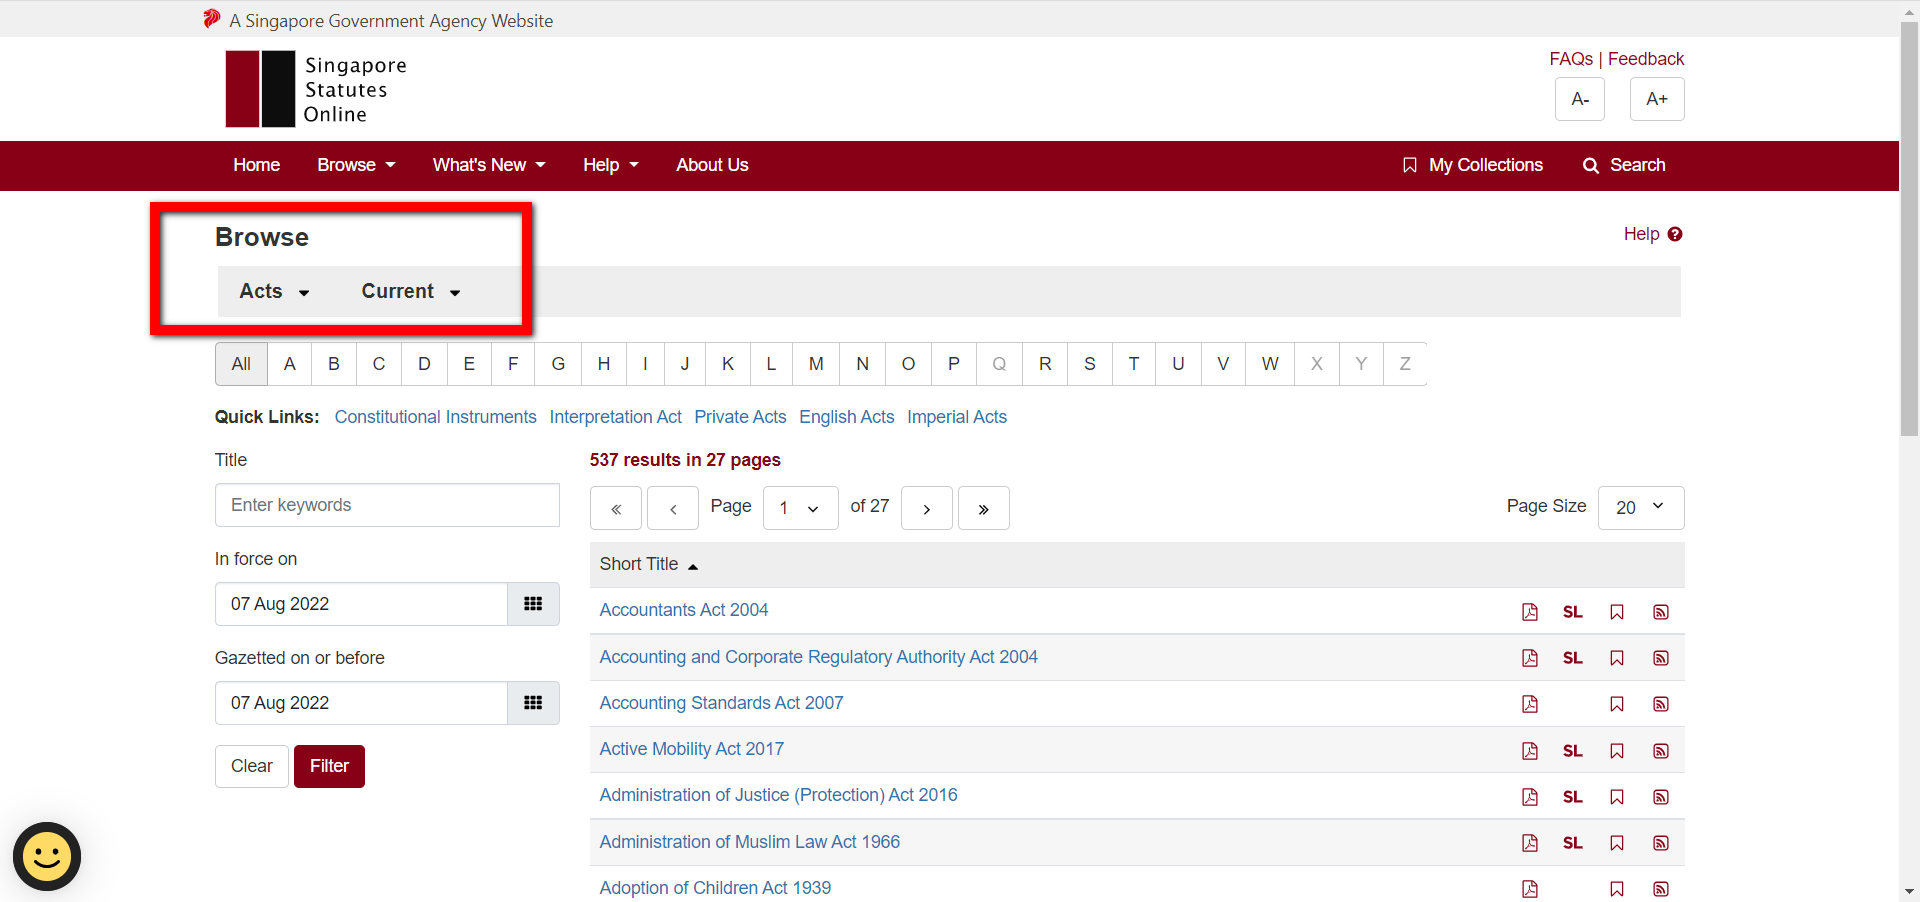 A Singapore Government Agency Website
Singapore
Statutes
Online
FAQs | Feedback
A- A+
Home Browse What's New Help About Us My Collections Search
Browse
Help
Acts Current
All A B C D E F G H I J K L M N O P Q R S T U V W X Y Z
Quick Links: Constitutional Instruments Interpretation Act Private Acts English Acts Imperial Acts
Title
Enter keywords
In force on
07 Aug 2022
Gazetted on or before
07 Aug 2022
Clear Filter
537 results in 27 pages
« ‹ Page 1 of 27 › » Page Size 20
Short Title
Accountants Act 2004 SL
Accounting and Corporate Regulatory Authority Act 2004 SL
Accounting Standards Act 2007
Active Mobility Act 2017 SL
Administration of Justice (Protection) Act 2016 SL
Administration of Muslim Law Act 1966 SL
Adoption of Children Act 1939